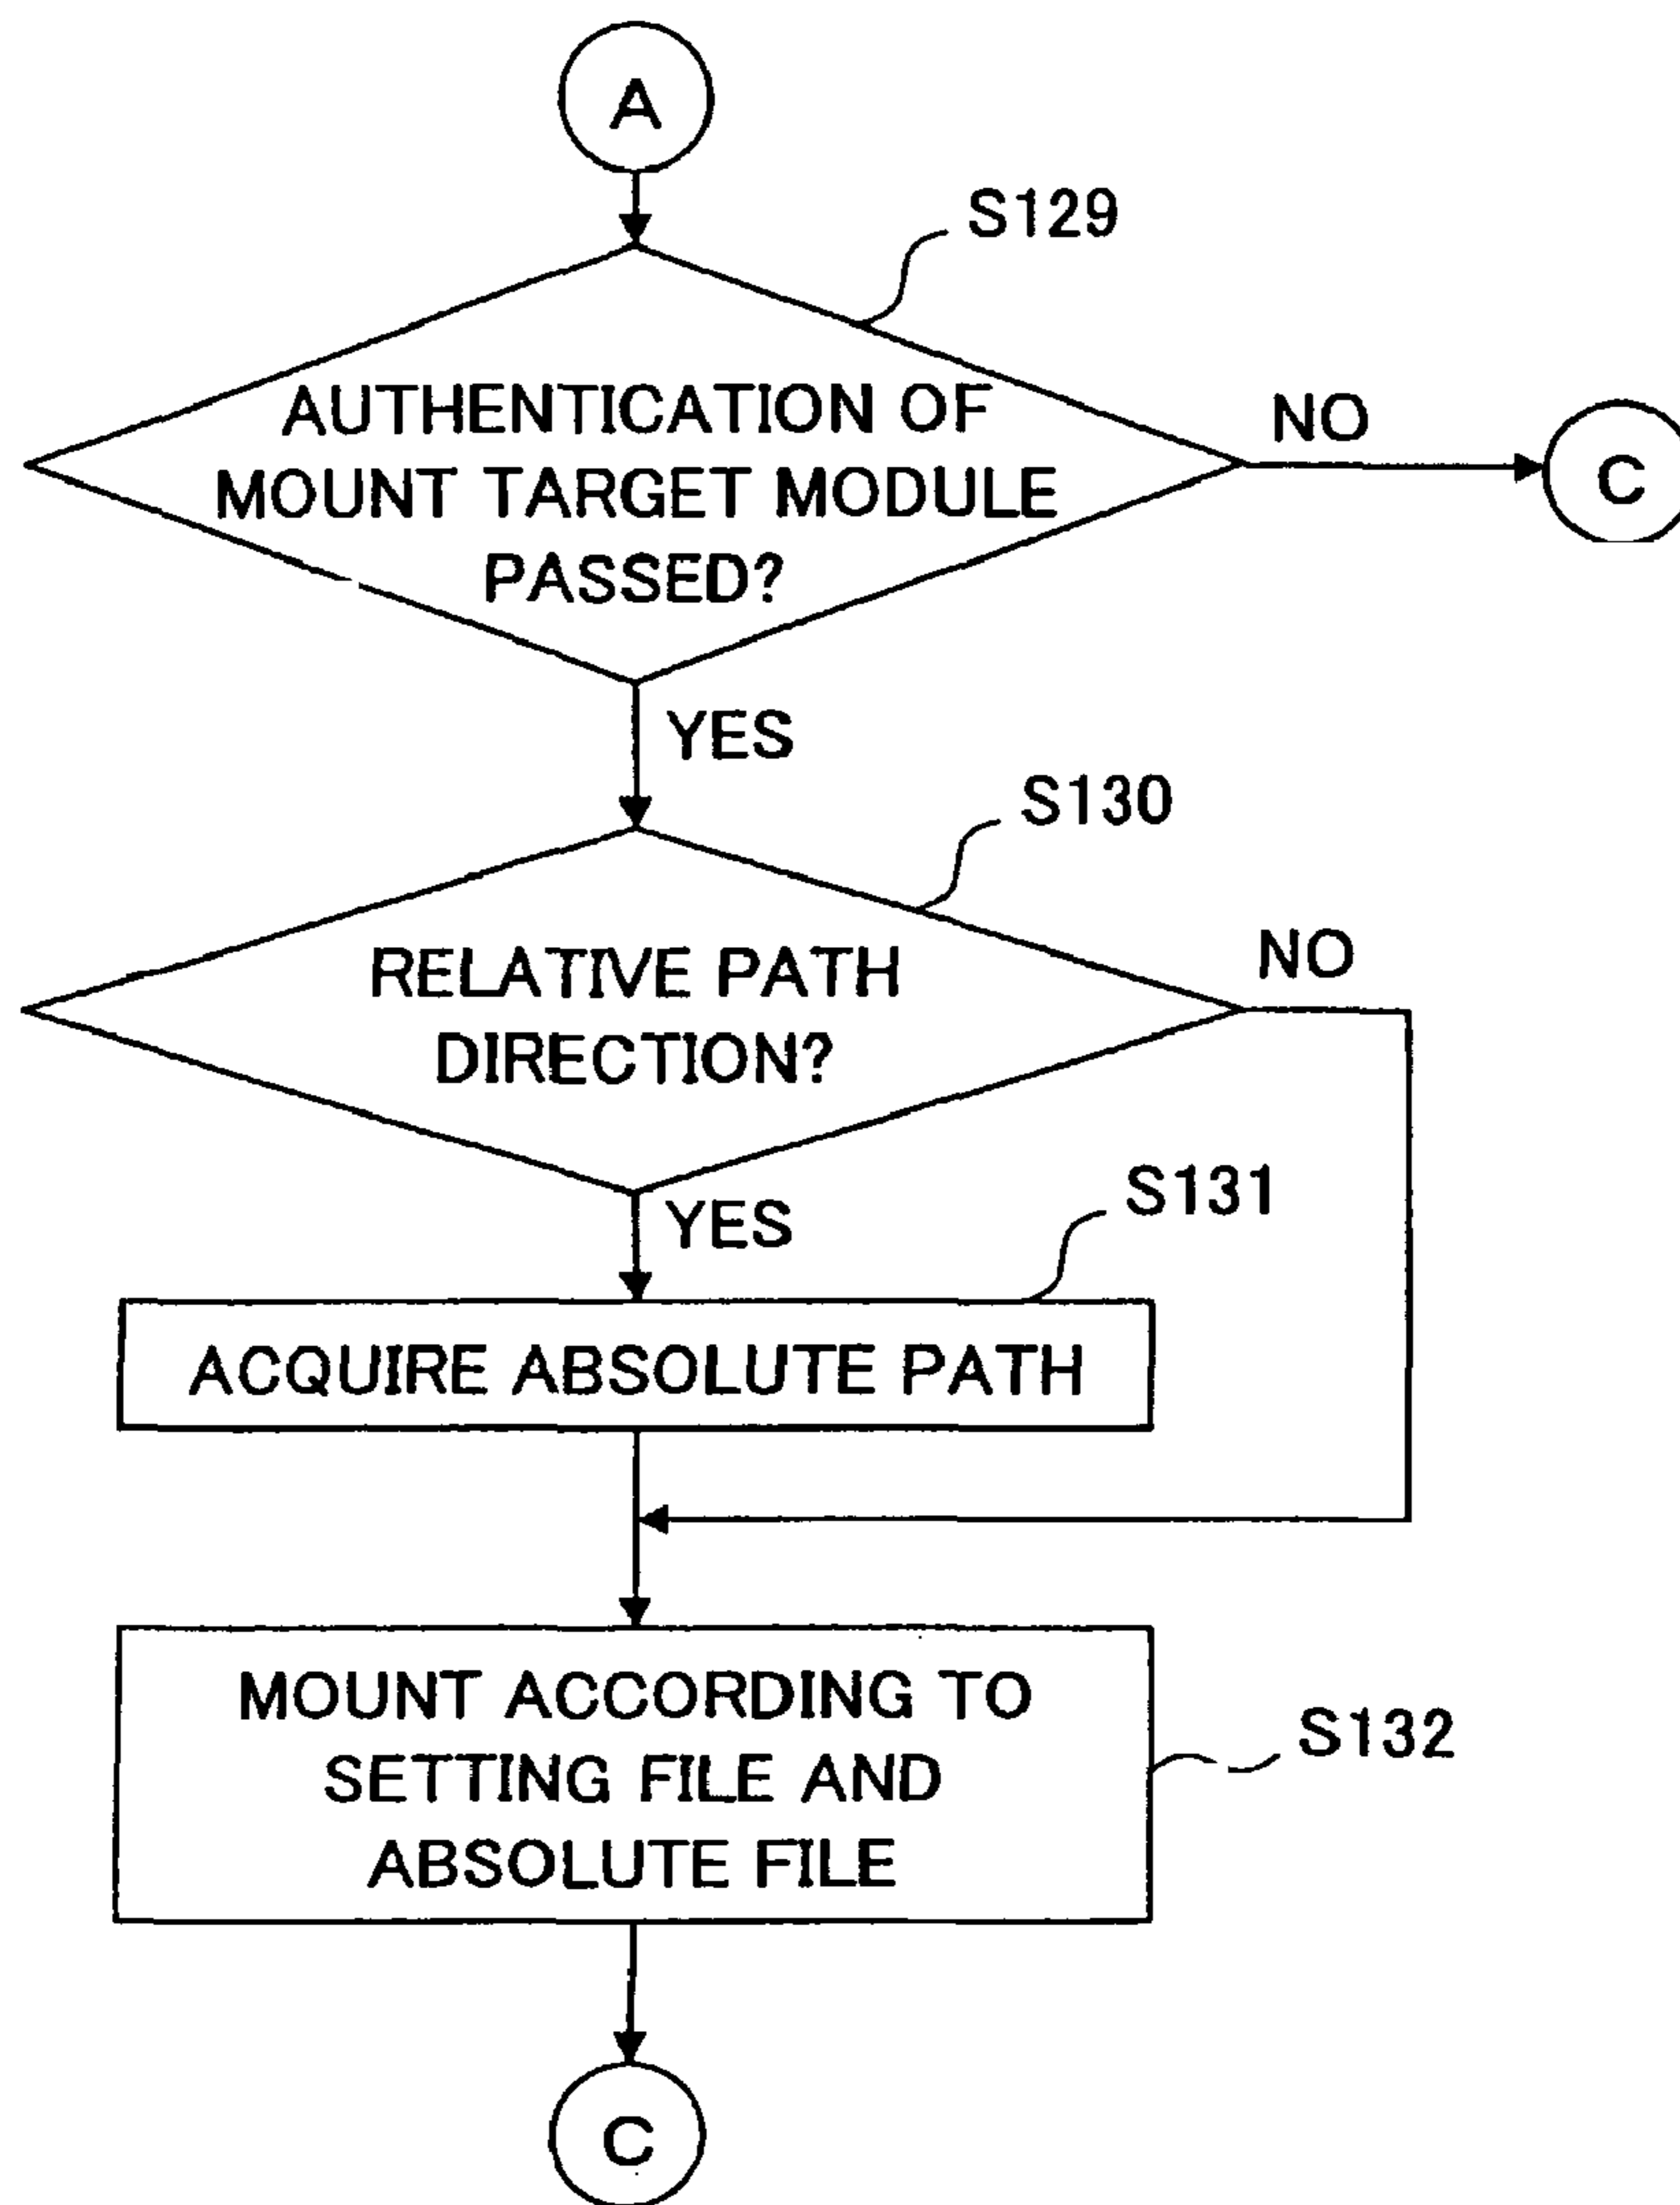 A
S129
AUTHENTICATION OF
MOUNT TARGET MODULE
PASSED?
NO
C
YES
S130
RELATIVE PATH
DIRECTION?
NO
YES
S131
ACQUIRE ABSOLUTE PATH
MOUNT ACCORDING TO
SETTING FILE AND
ABSOLUTE FILE
S132
C